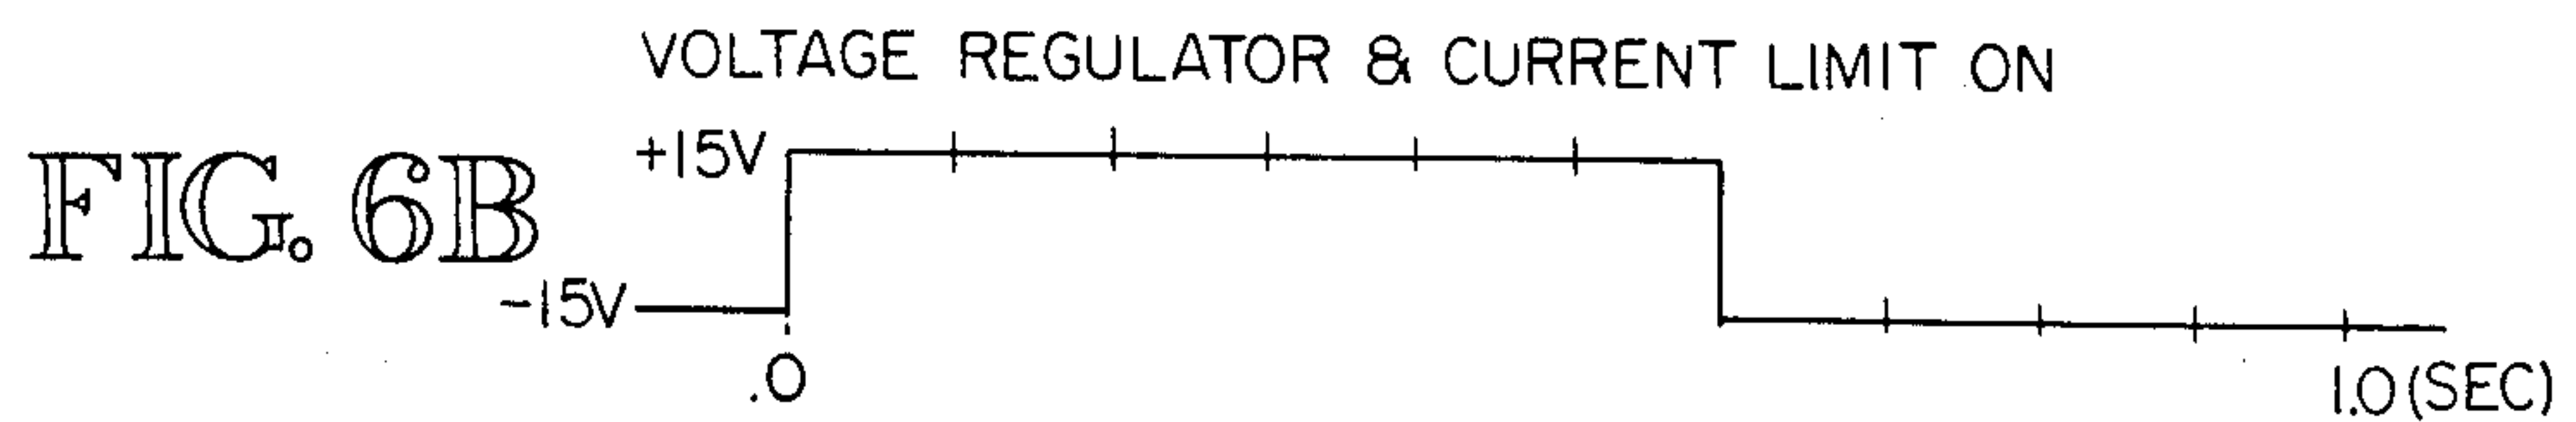 VOLTAGE REGULATOR & CURRENT LIMIT ON
FIG. 6B
+15V
-15V
.0
1.0 (SEC)